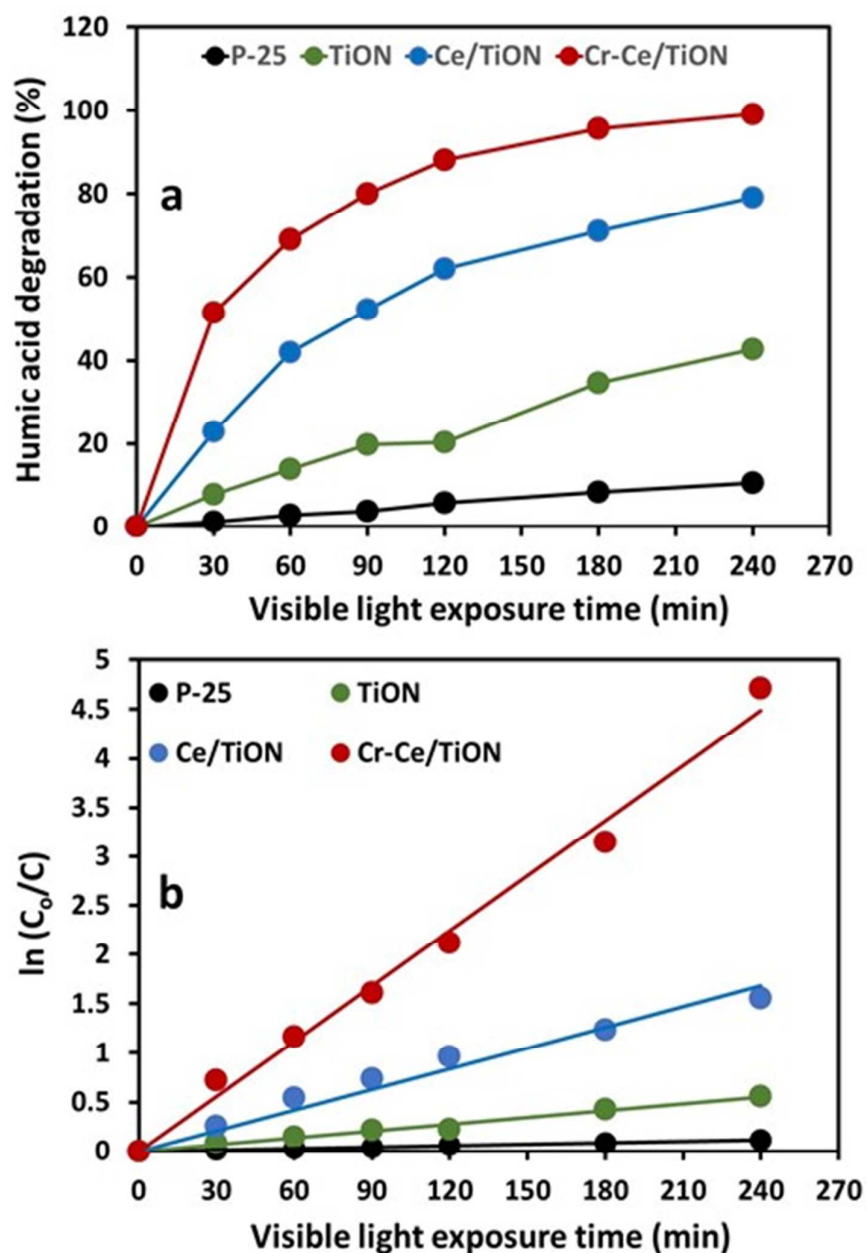 120
100
80
60
40
20
0
Humic acid degradation (%)
P-25 TiON Ce/TiON Cr-Ce/TiON
a
0 30 60 90 120 150 180 210 240 270
Visible light exposure time (min)
5
4.5
4
3.5
3
2.5
2
1.5
1
0.5
0
ln (Co/C)
P-25 TiON
Ce/TiON Cr-Ce/TiON
b
0 30 60 90 120 150 180 210 240 270
Visible light exposure time (min)